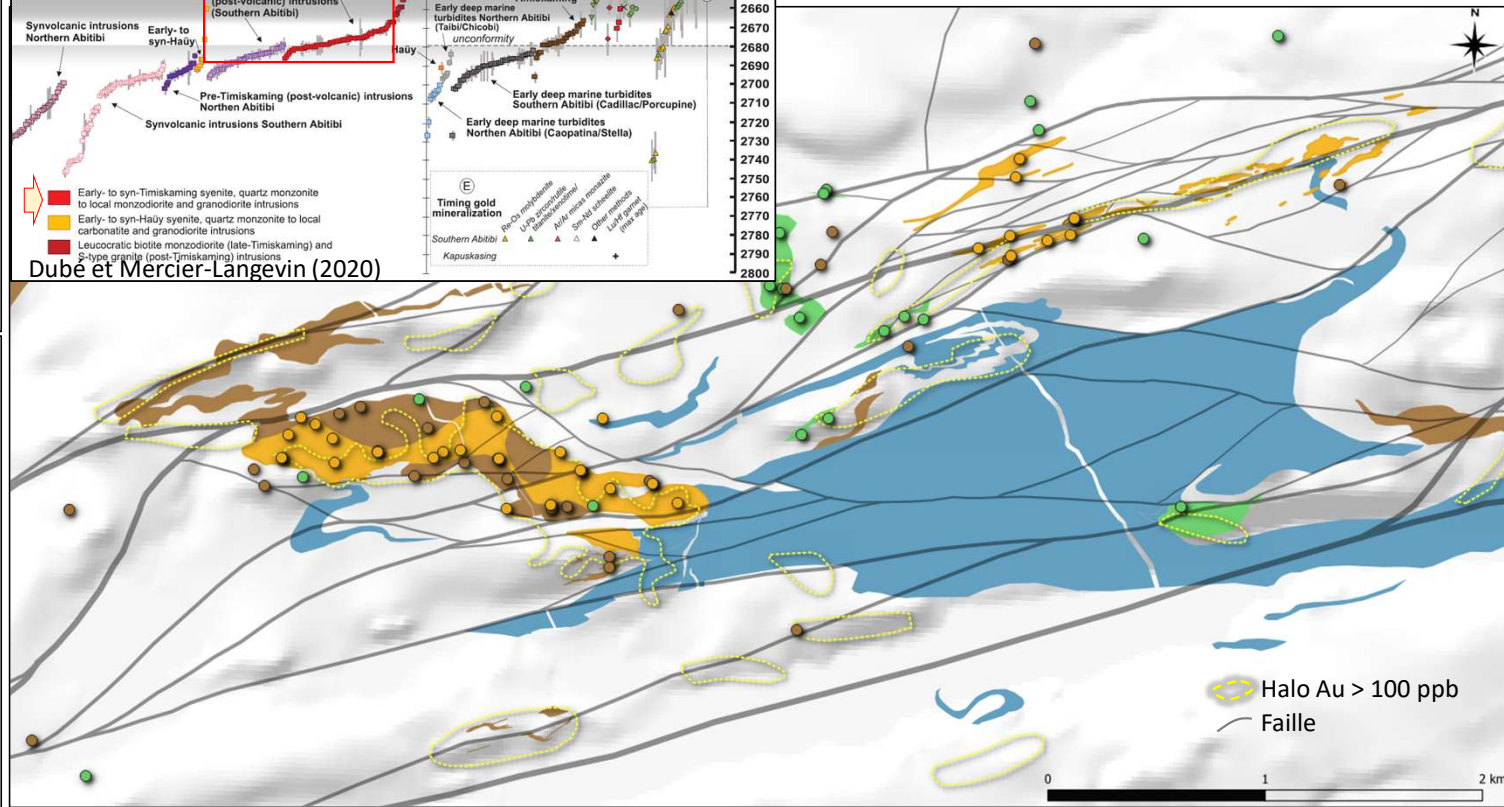 (post-volcanic) intrusions
(Southern Abitibi)
Synvolcanic intrusions
Northern Abitibi
Early- to
syn-Haüy
Pre-Timiskaming (post-volcanic) intrusions
Northen Abitibi
Synvolcanic intrusions Southern Abitibi
Early- to syn-Timiskaming syenite, quartz monzonite
to local monzodiorite and granodiorite intrusions
Early- to syn-Haüy syenite, quartz monzonite to local
carbonatite and granodiorite intrusions
Leucocratic biotite monzodiorite (late-Timiskaming) and
S-type granite (post-Timiskaming) intrusions
Dubé et Mercier-Langevin (2020)
Early deep marine
turbidites Northern Abitibi
(Taibi/Chicobi)
unconformity
Haüy
Early deep marine turbidites
Southern Abitibi (Cadillac/Porcupine)
Early deep marine turbidites
Northen Abitibi (Caopatina/Stella)
E
Timing gold
mineralization
Re-Os molybdenite
U-Pb zircon/rutile
titanite/xenotime/
Ar/Ar micas monazite
Sm-Nd scheelite
Other methods
Lu/Hf garnet
(max age)
Southern Abitibi
Kapuskasing
2660
2670
2680
2690
2700
2710
2720
2730
2740
2750
2760
2770
2780
2790
2800
N
Halo Au > 100 ppb
Faille
0 1 2 km